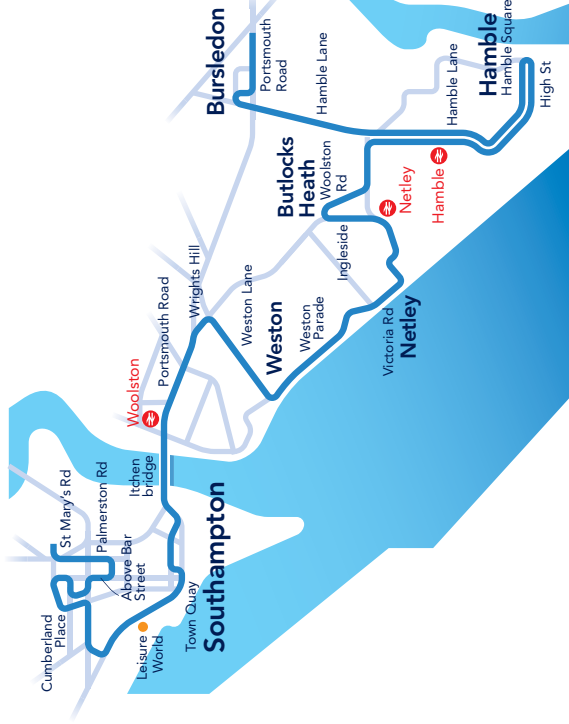 Cumberland
Place
St Mary's Rd
Palmerston Rd
Above Bar
Street
Leisure
World
Town Quay
Southampton
Itchen
bridge
Woolston
Portsmouth Road
Wrights Hill
Weston Lane
Weston
Weston
Parade
Ingleside
Victoria Rd
Netley
Butlocks
Heath
Woolston
Rd
Netley
Hamble
Bursledon
Portsmouth
Road
Hamble Lane
Hamble Lane
Hamble
Hamble Square
High St